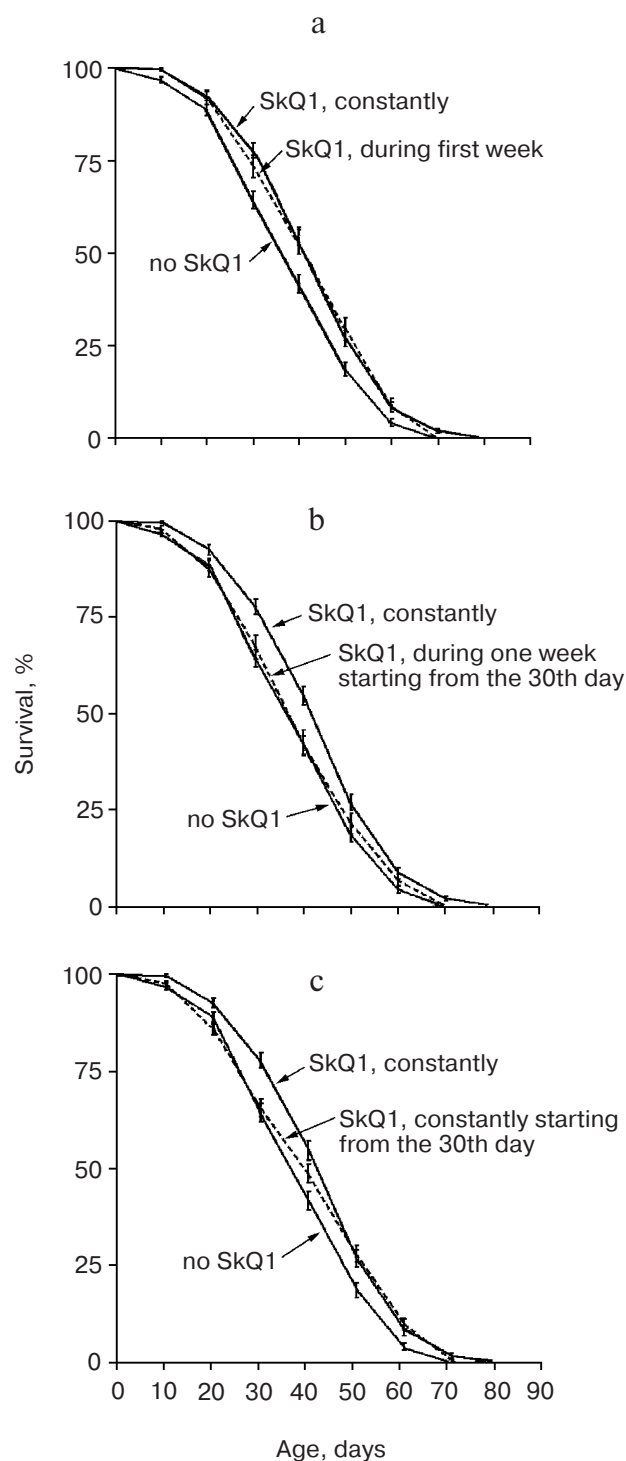 a
100
SkQ1, constantly
75
SkQ1, during first week
50
no SkQ1
25
0
b
100
75
SkQ1, constantly
SkQ1, during one week
starting from the 30th day
50
25
no SkQ1
0
Survival, %
c
100
75
SkQ1, constantly
SkQ1, constantly starting
from the 30th day
50
25
no SkQ1
0
0 10 20 30 40 50 60 70 80 90
Age, days